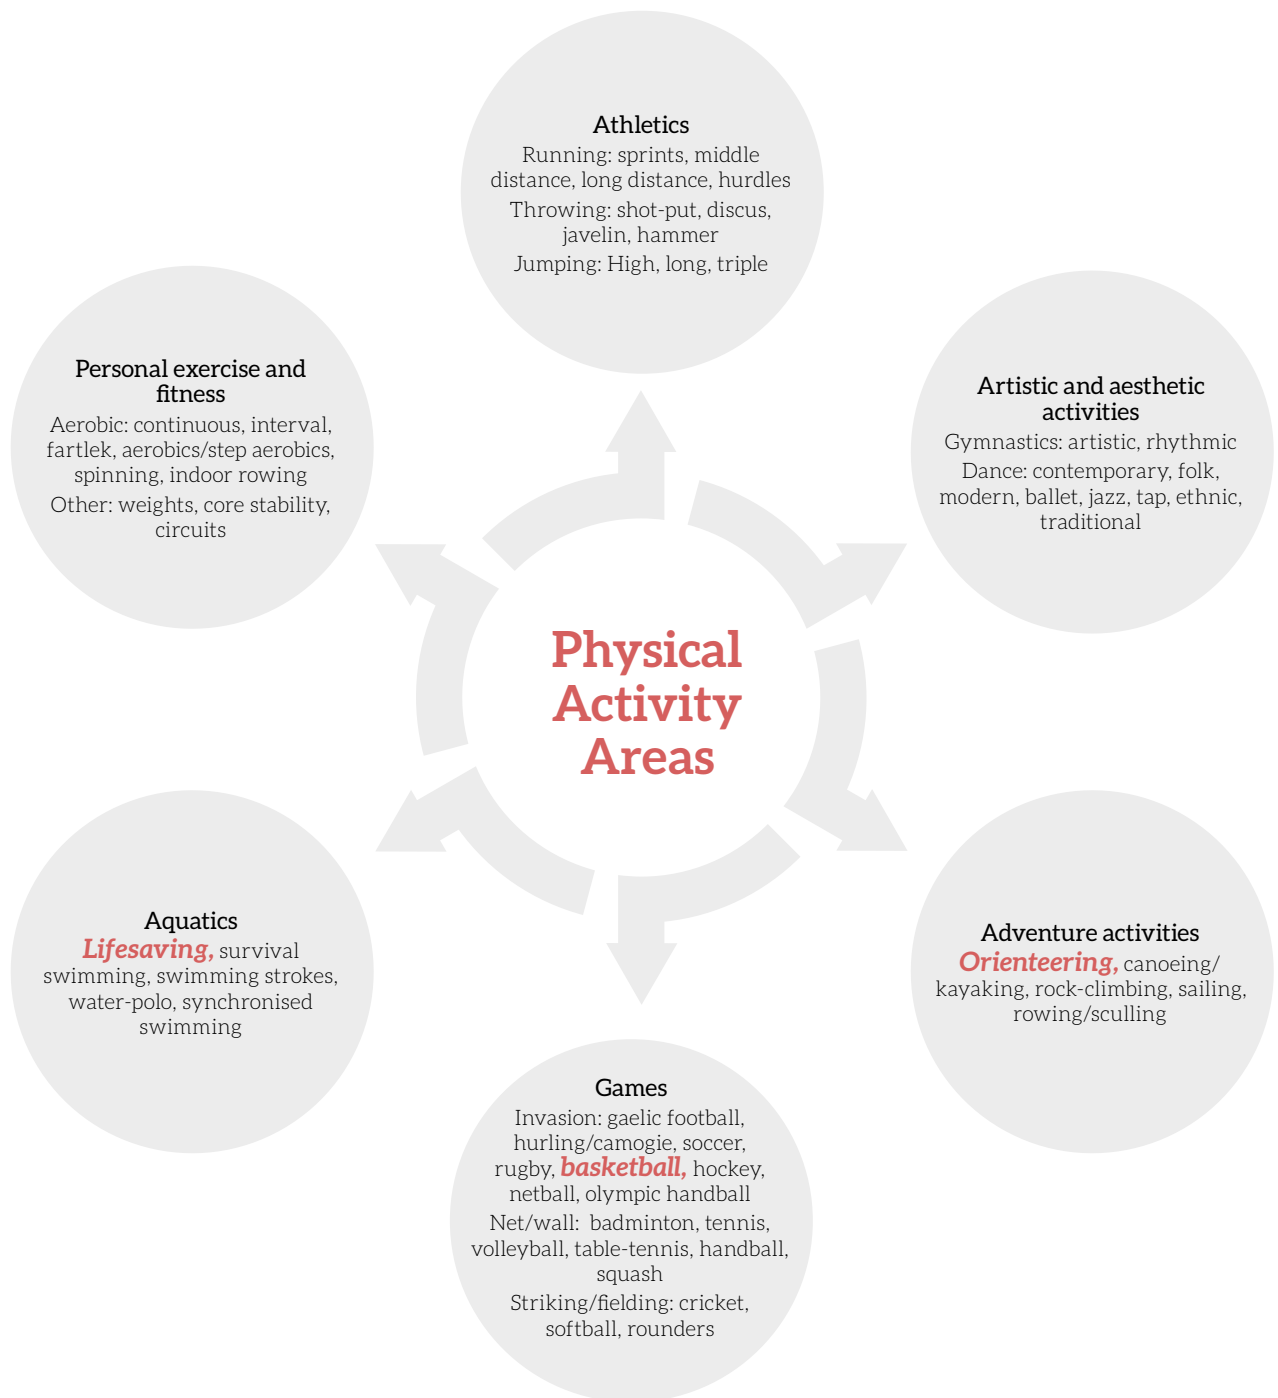 Athletics
Running: sprints, middle
distance, long distance, hurdles
Throwing: shot-put, discus,
javelin, hammer
Jumping: High, long, triple
Personal exercise and
fitness
Aerobic: continuous, interval,
fartlek, aerobics/step aerobics,
spinning, indoor rowing
Other: weights, core stability,
circuits
Artistic and aesthetic
activities
Gymnastics: artistic, rhythmic
Dance: contemporary, folk,
modern, ballet, jazz, tap, ethnic,
traditional
Physical
Activity
Areas
Aquatics
Lifesaving, survival
swimming, swimming strokes,
water-polo, synchronised
swimming
Adventure activities
Orienteering, canoeing/
kayaking, rock-climbing, sailing,
rowing/sculling
Games
Invasion: gaelic football,
hurling/camogie, soccer,
rugby, basketball, hockey,
netball, olympic handball
Net/wall: badminton, tennis,
volleyball, table-tennis, handball,
squash
Striking/fielding: cricket,
softball, rounders